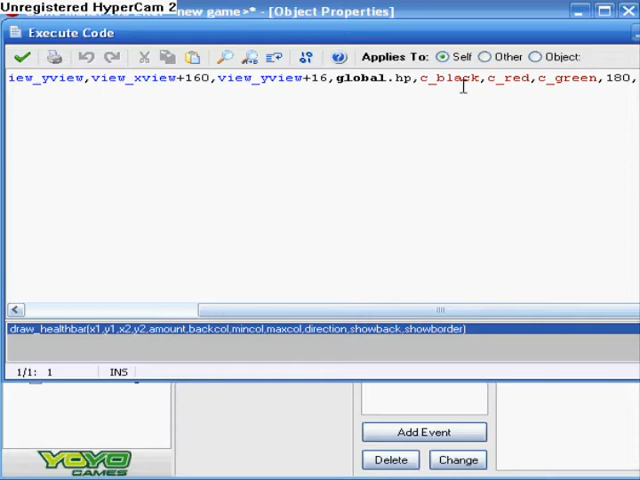 Unregistered HyperCam 2
new game>* - [Object Properties]
Execute Code
Applies To: Self Other Object:
iew_yview,view_xview+160,view_yview+16,global.hp,c_black,c_red,c_green,180,
draw_healthbar(x1,y1,x2,y2,amount,backcol,mincol,maxcol,direction,showback,showborder)
1/1: 1 INS
Add Event
Delete Change
YOYO
GAMES